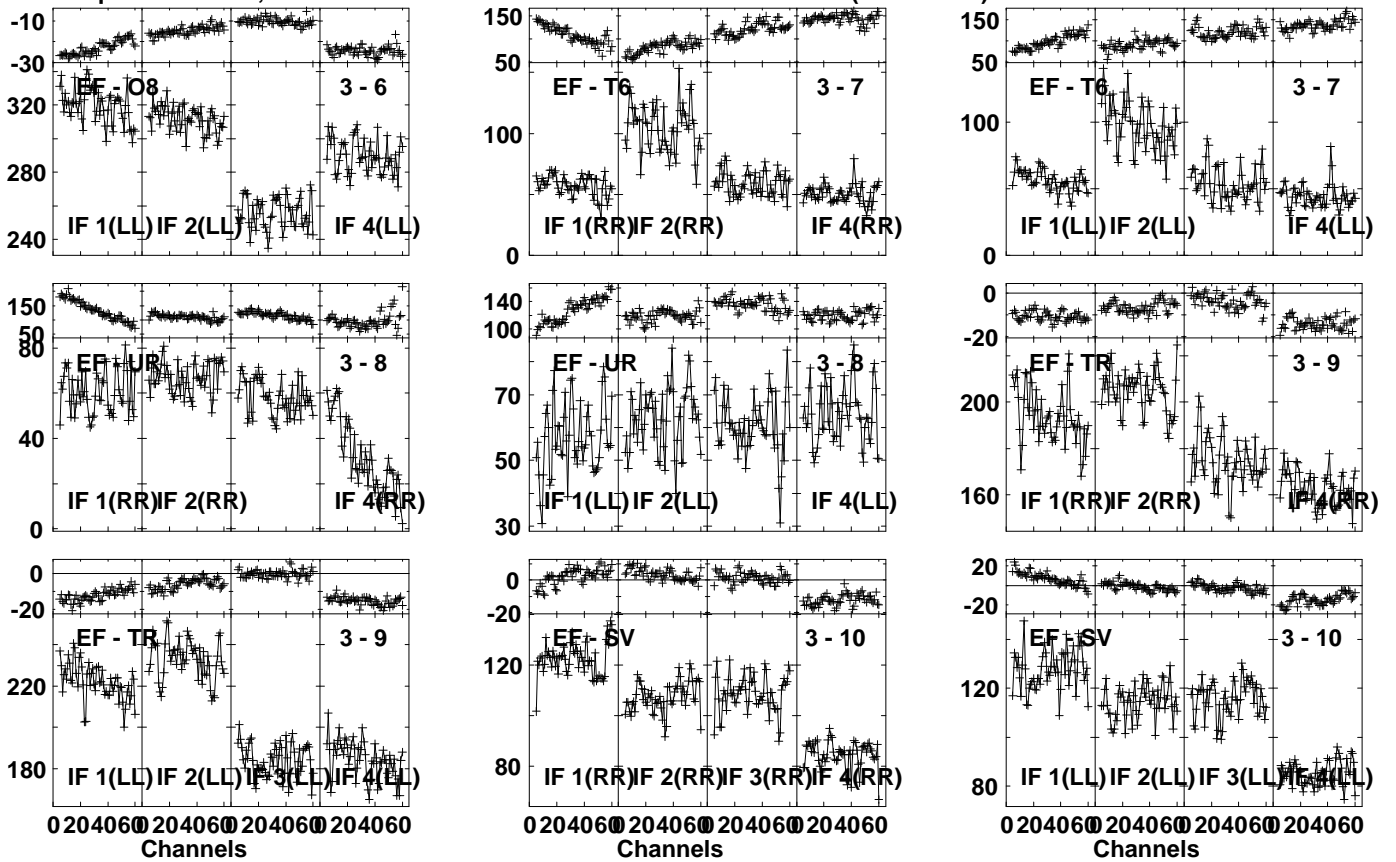 -10 150 150
-30 50 50
EF - O8 3 - 6 EF - T6 3 - 7 EF - T6 3 - 7
320
100 100
280
240
IF 1(LL) IF 2(LL) IF 4(LL) IF 1(RR) IF 2(RR) IF 4(RR) IF 1(LL) IF 2(LL) IF 4(LL)
0 0
150 140 0
50 100 -20
80
EF - UR 3 - 8 EF - UR 3 - 8 EF - TR 3 - 9
70 200
40
50
IF 1(RR) IF 2(RR) IF 4(RR) IF 1(LL) IF 2(LL) IF 4(LL) IF 1(RR) IF 2(RR) IF 4(RR)
160
0 30
0 0 20
-20 -20 -20
EF - TR 3 - 9 EF - SV 3 - 10 EF - SV 3 - 10
220 120 120
180 80 80
IF 1(LL) IF 2(LL) IF 3(LL) IF 4(LL) IF 1(RR) IF 2(RR) IF 3(RR) IF 4(RR) IF 1(LL) IF 2(LL) IF 3(LL) IF 4(LL)
0 20 40 60 0 20 40 60 0 20 40 60 0 20 40 60 0 20 40 60 0 20 40 60 0 20 40 60 0 20 40 60 0 20 40 60 0 20 40 60 0 20 40 60 0 20 40 60
Channels Channels Channels